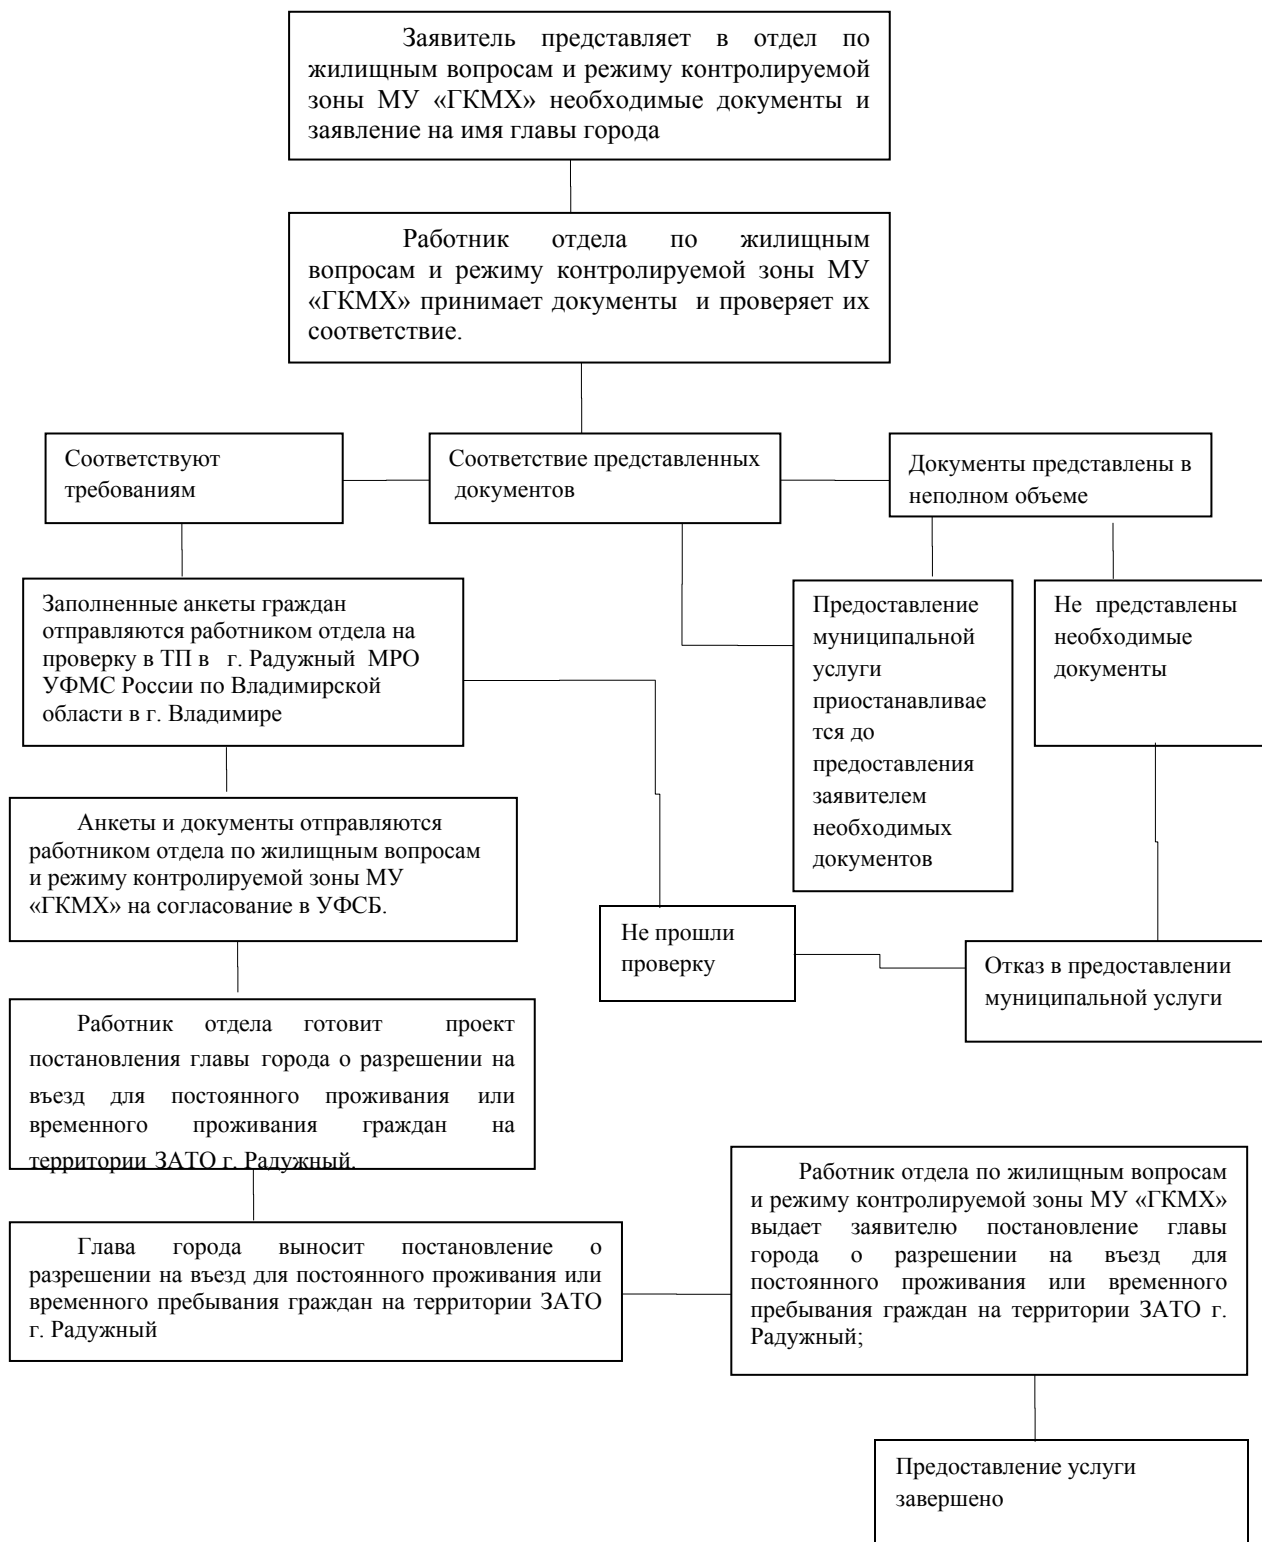 Заявитель представляет в отдел по
жилищным вопросам и режиму контролируемой
зоны МУ «ГКМХ» необходимые документы и
заявление на имя главы города
Работник отдела по жилищным
вопросам и режиму контролируемой зоны МУ
«ГКМХ» принимает документы и проверяет их
соответствие.
Соответствуют
требованиям
Соответствие представленных
документов
Документы представлены в
неполном объеме
Заполненные анкеты граждан
отправляются работником отдела на
проверку в ТП в г. Радужный МРО
УФМС России по Владимирской
области в г. Владимире
Предоставление
муниципальной
услуги
приостанавливае
тся до
предоставления
заявителем
необходимых
документов
Не представлены
необходимые
документы
Анкеты и документы отправляются
работником отдела по жилищным вопросам
и режиму контролируемой зоны МУ
«ГКМХ» на согласование в УФСБ.
Не прошли
проверку
Отказ в предоставлении
муниципальной услуги
Работник отдела готовит проект
постановления главы города о разрешении на
въезд для постоянного проживания или
временного проживания граждан на
территории ЗАТО г. Радужный.
Глава города выносит постановление о
разрешении на въезд для постоянного проживания или
временного пребывания граждан на территории ЗАТО
г. Радужный
Работник отдела по жилищным вопросам
и режиму контролируемой зоны МУ «ГКМХ»
выдает заявителю постановление главы
города о разрешении на въезд для
постоянного проживания или временного
пребывания граждан на территории ЗАТО г.
Радужный;
Предоставление услуги
завершено